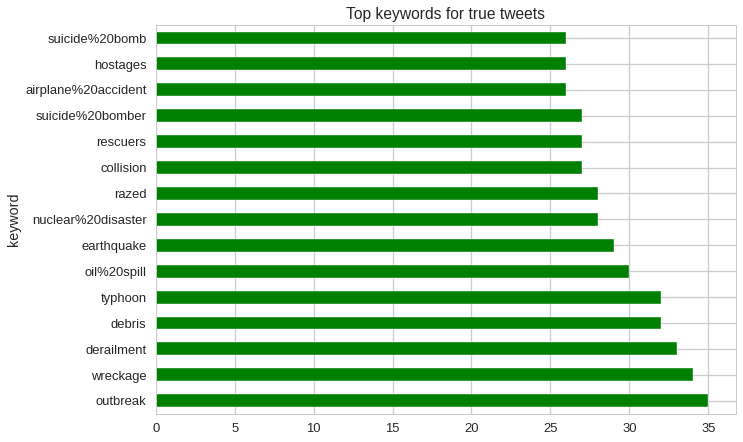 Top keywords for true tweets
suicide%20bomb
hostages
airplane%20accident
suicide%20bomber
rescuers
collision
razed
nuclear%20disaster
earthquake
oil%20spill
typhoon
debris
derailment
wreckage
outbreak
keyword
0 5 10 15 20 25 30 35